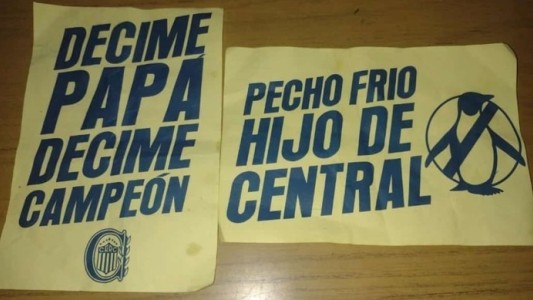 DECIME
PAPÁ
DECIME
CAMPEÓN
PECHO FRIO
HIJO DE
CENTRAL